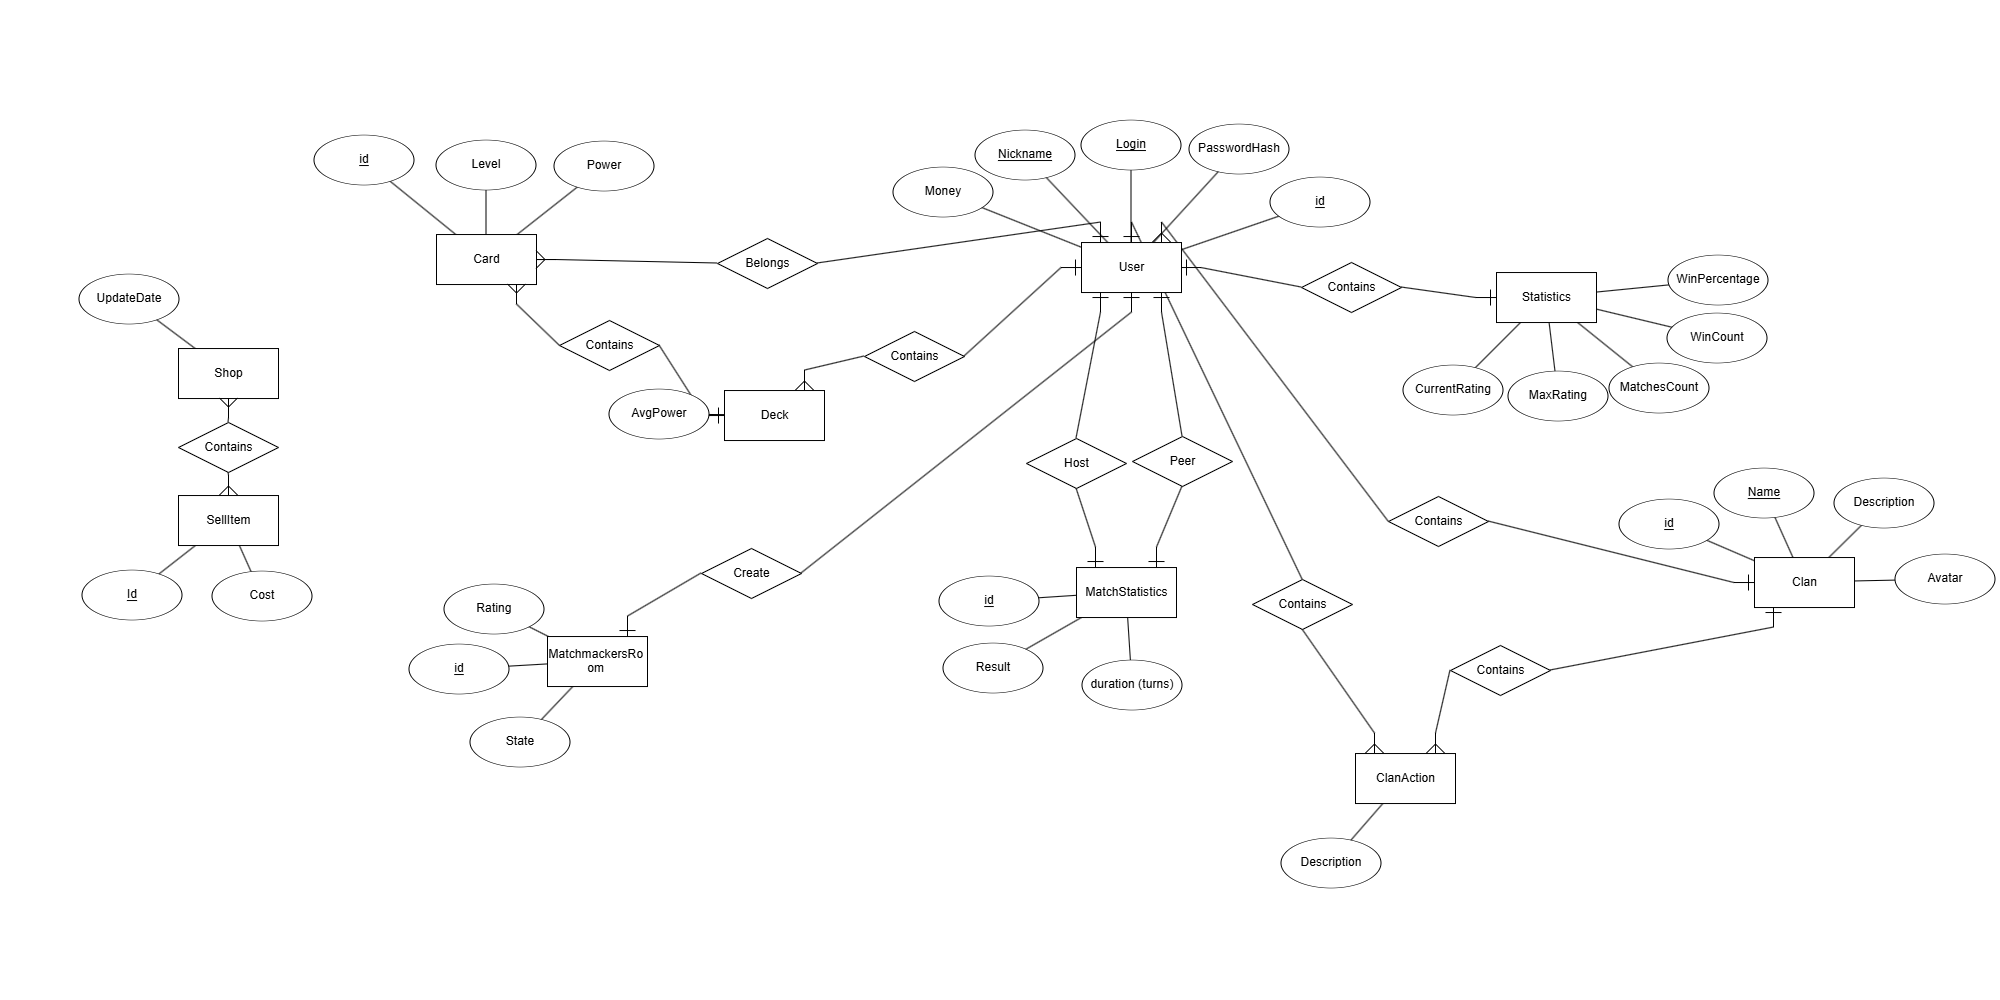 Login
PasswordHash
Nickname
id
Level
Power
Money
id
Card
Belongs
User
WinPercentage
Contains
Statistics
UpdateDate
WinCount
Contains
Contains
Shop
CurrentRating
MaxRating
MatchesCount
AvgPower
Deck
Contains
Host
Peer
Name
Description
id
SellItem
Contains
Id
Cost
Create
Clan
Avatar
MatchStatistics
id
Contains
Rating
MatchmackersRo
om
id
Result
duration (turns)
Contains
State
ClanAction
Description